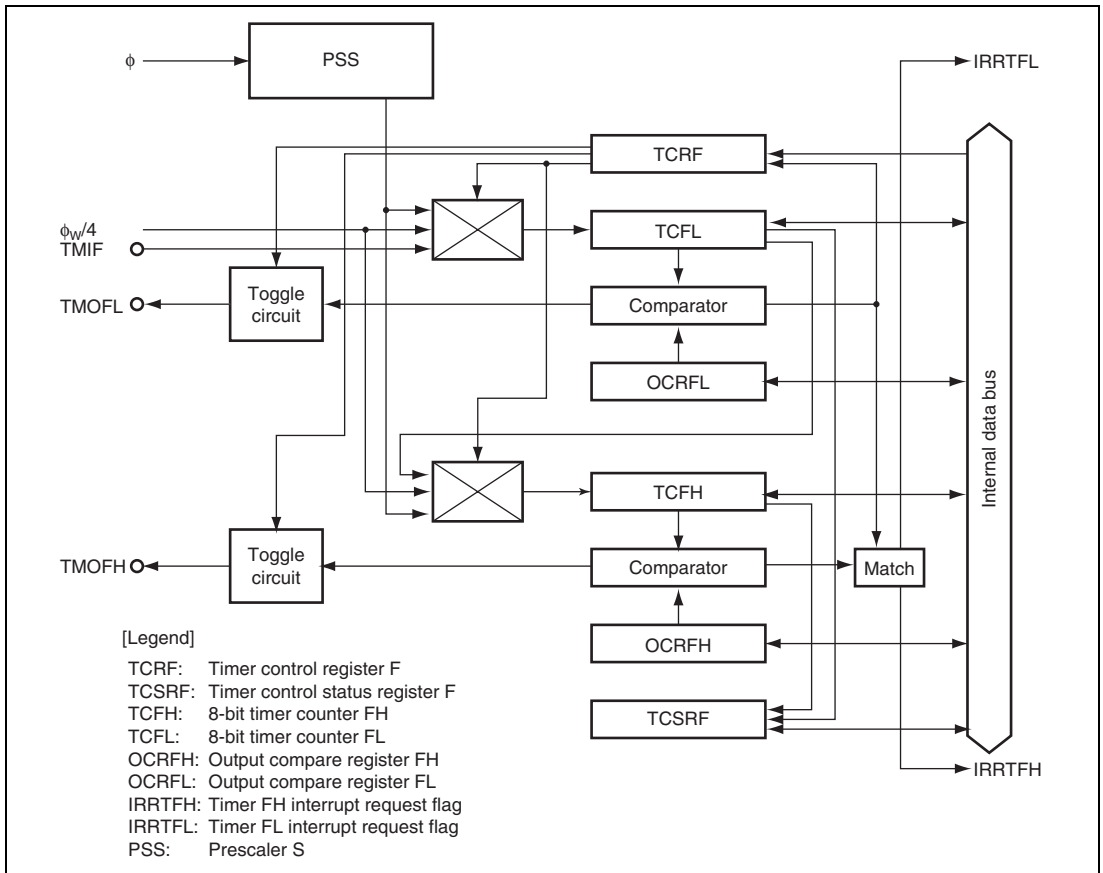 ϕ
PSS
IRRTFL
TCRF
ϕW/4
TMIF
TCFL
Toggle
circuit
TMOFL
Comparator
OCRFL
Internal data bus
TCFH
Toggle
circuit
TMOFH
Comparator
Match
OCRFH
TCSRF
IRRTFH
[Legend]
TCRF: Timer control register F
TCSRF: Timer control status register F
TCFH: 8-bit timer counter FH
TCFL: 8-bit timer counter FL
OCRFH: Output compare register FH
OCRFL: Output compare register FL
IRRTFH: Timer FH interrupt request flag
IRRTFL: Timer FL interrupt request flag
PSS: Prescaler S